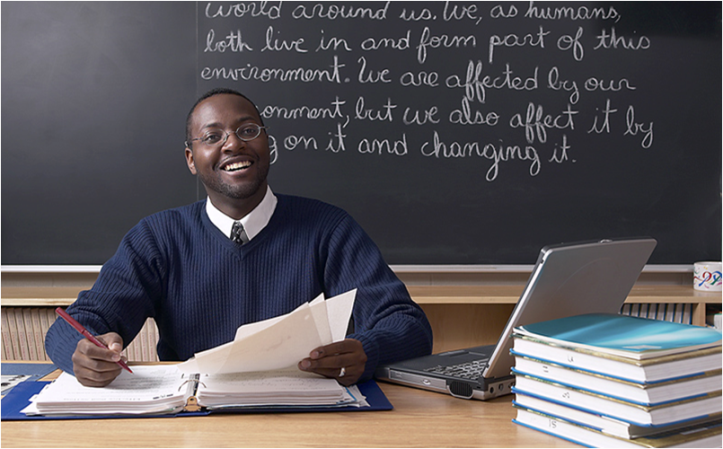 world around us. We, as humans,
both live in and form part of this
environment. We are affected by our
onment, but we also affect it by
g on it and changing it.